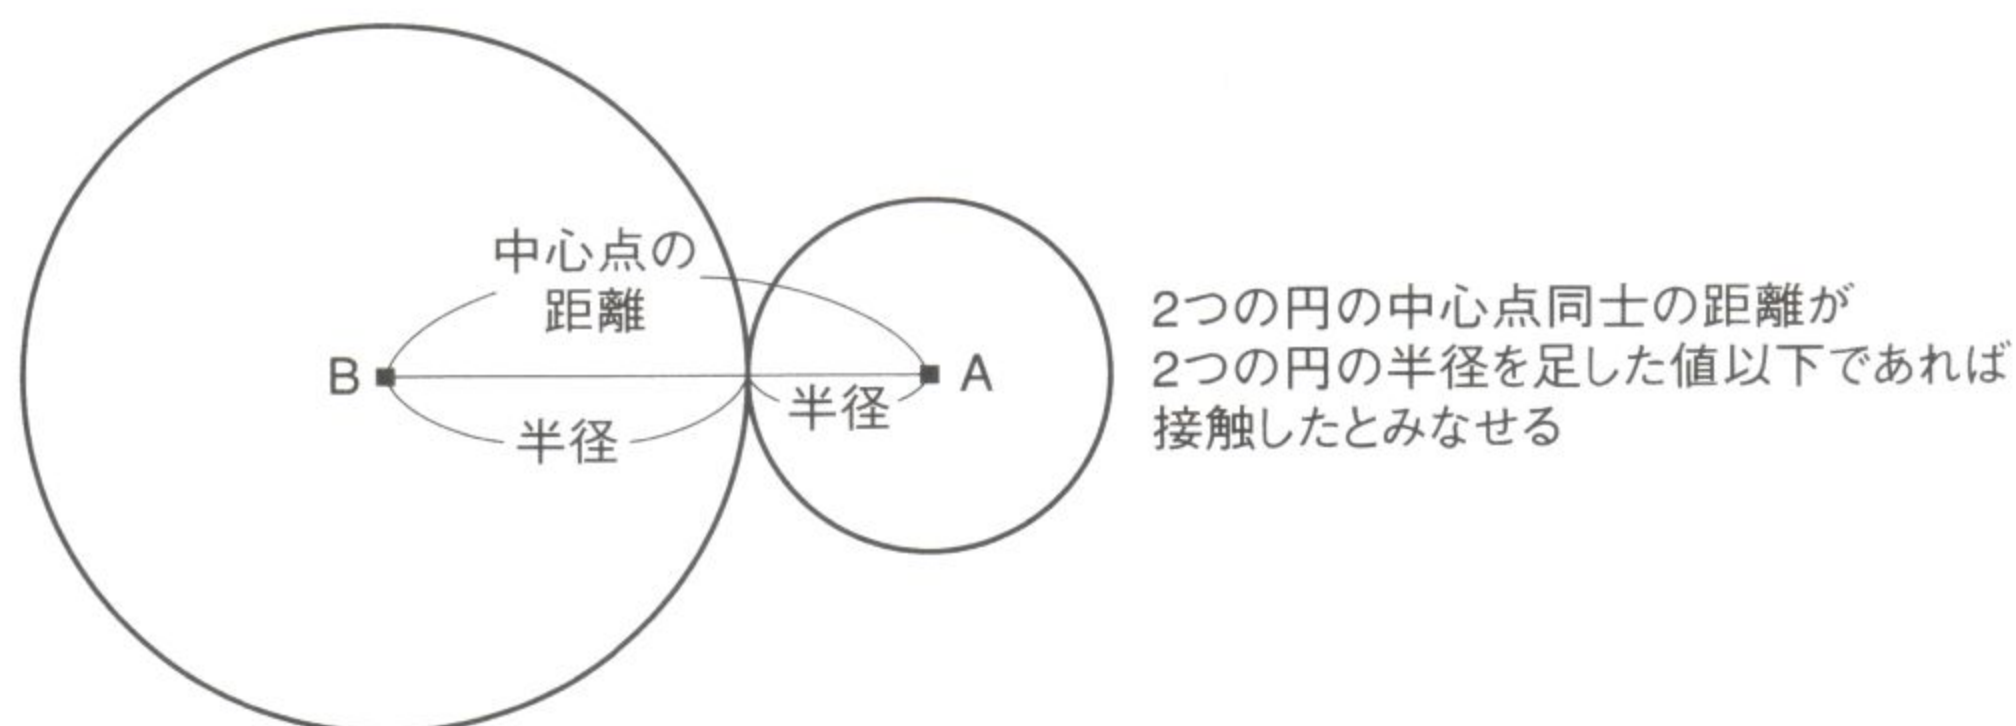 中心点の
距離
B
A
半径
半径
2つの円の中心点同士の距離が
2つの円の半径を足した値以下であれば
接触したとみなせる